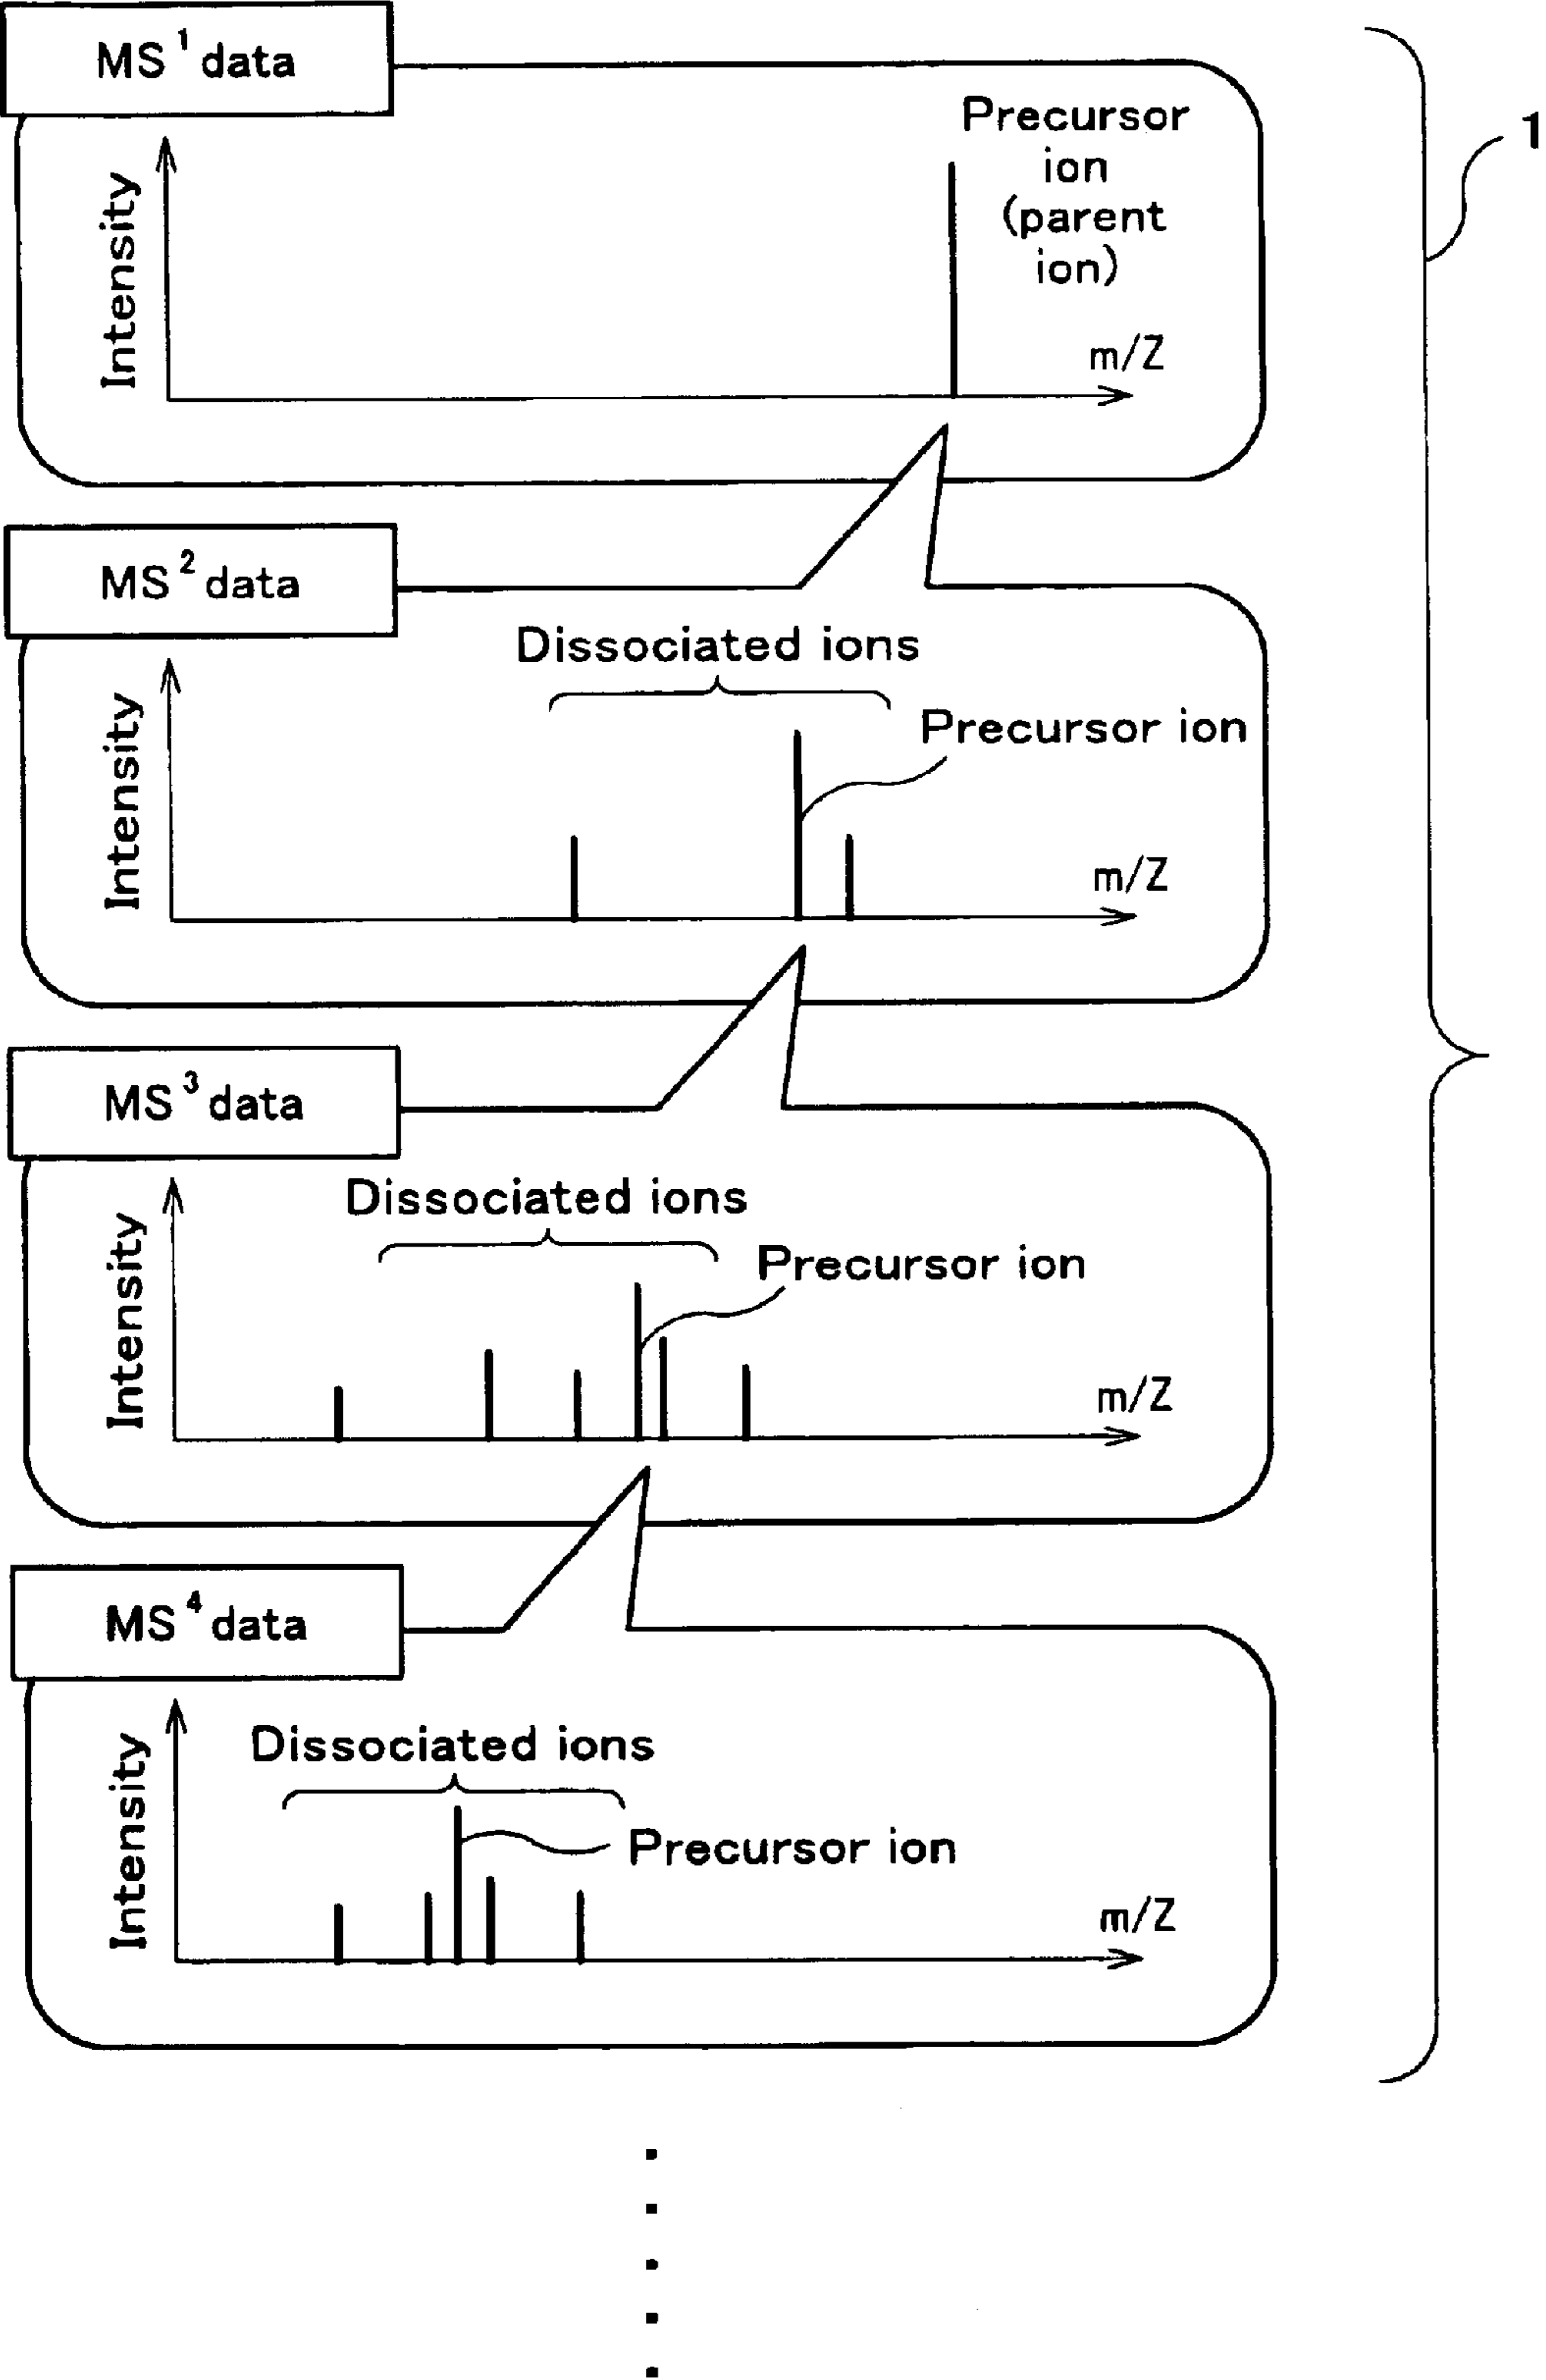 MS¹ data
1
Precursor
ion
(parent
ion)
Intensity
m/Z
MS² data
Dissociated ions
Precursor ion
Intensity
m/Z
MS³ data
Dissociated ions
Precursor ion
Intensity
m/Z
MS⁴ data
Dissociated ions
Precursor ion
Intensity
m/Z